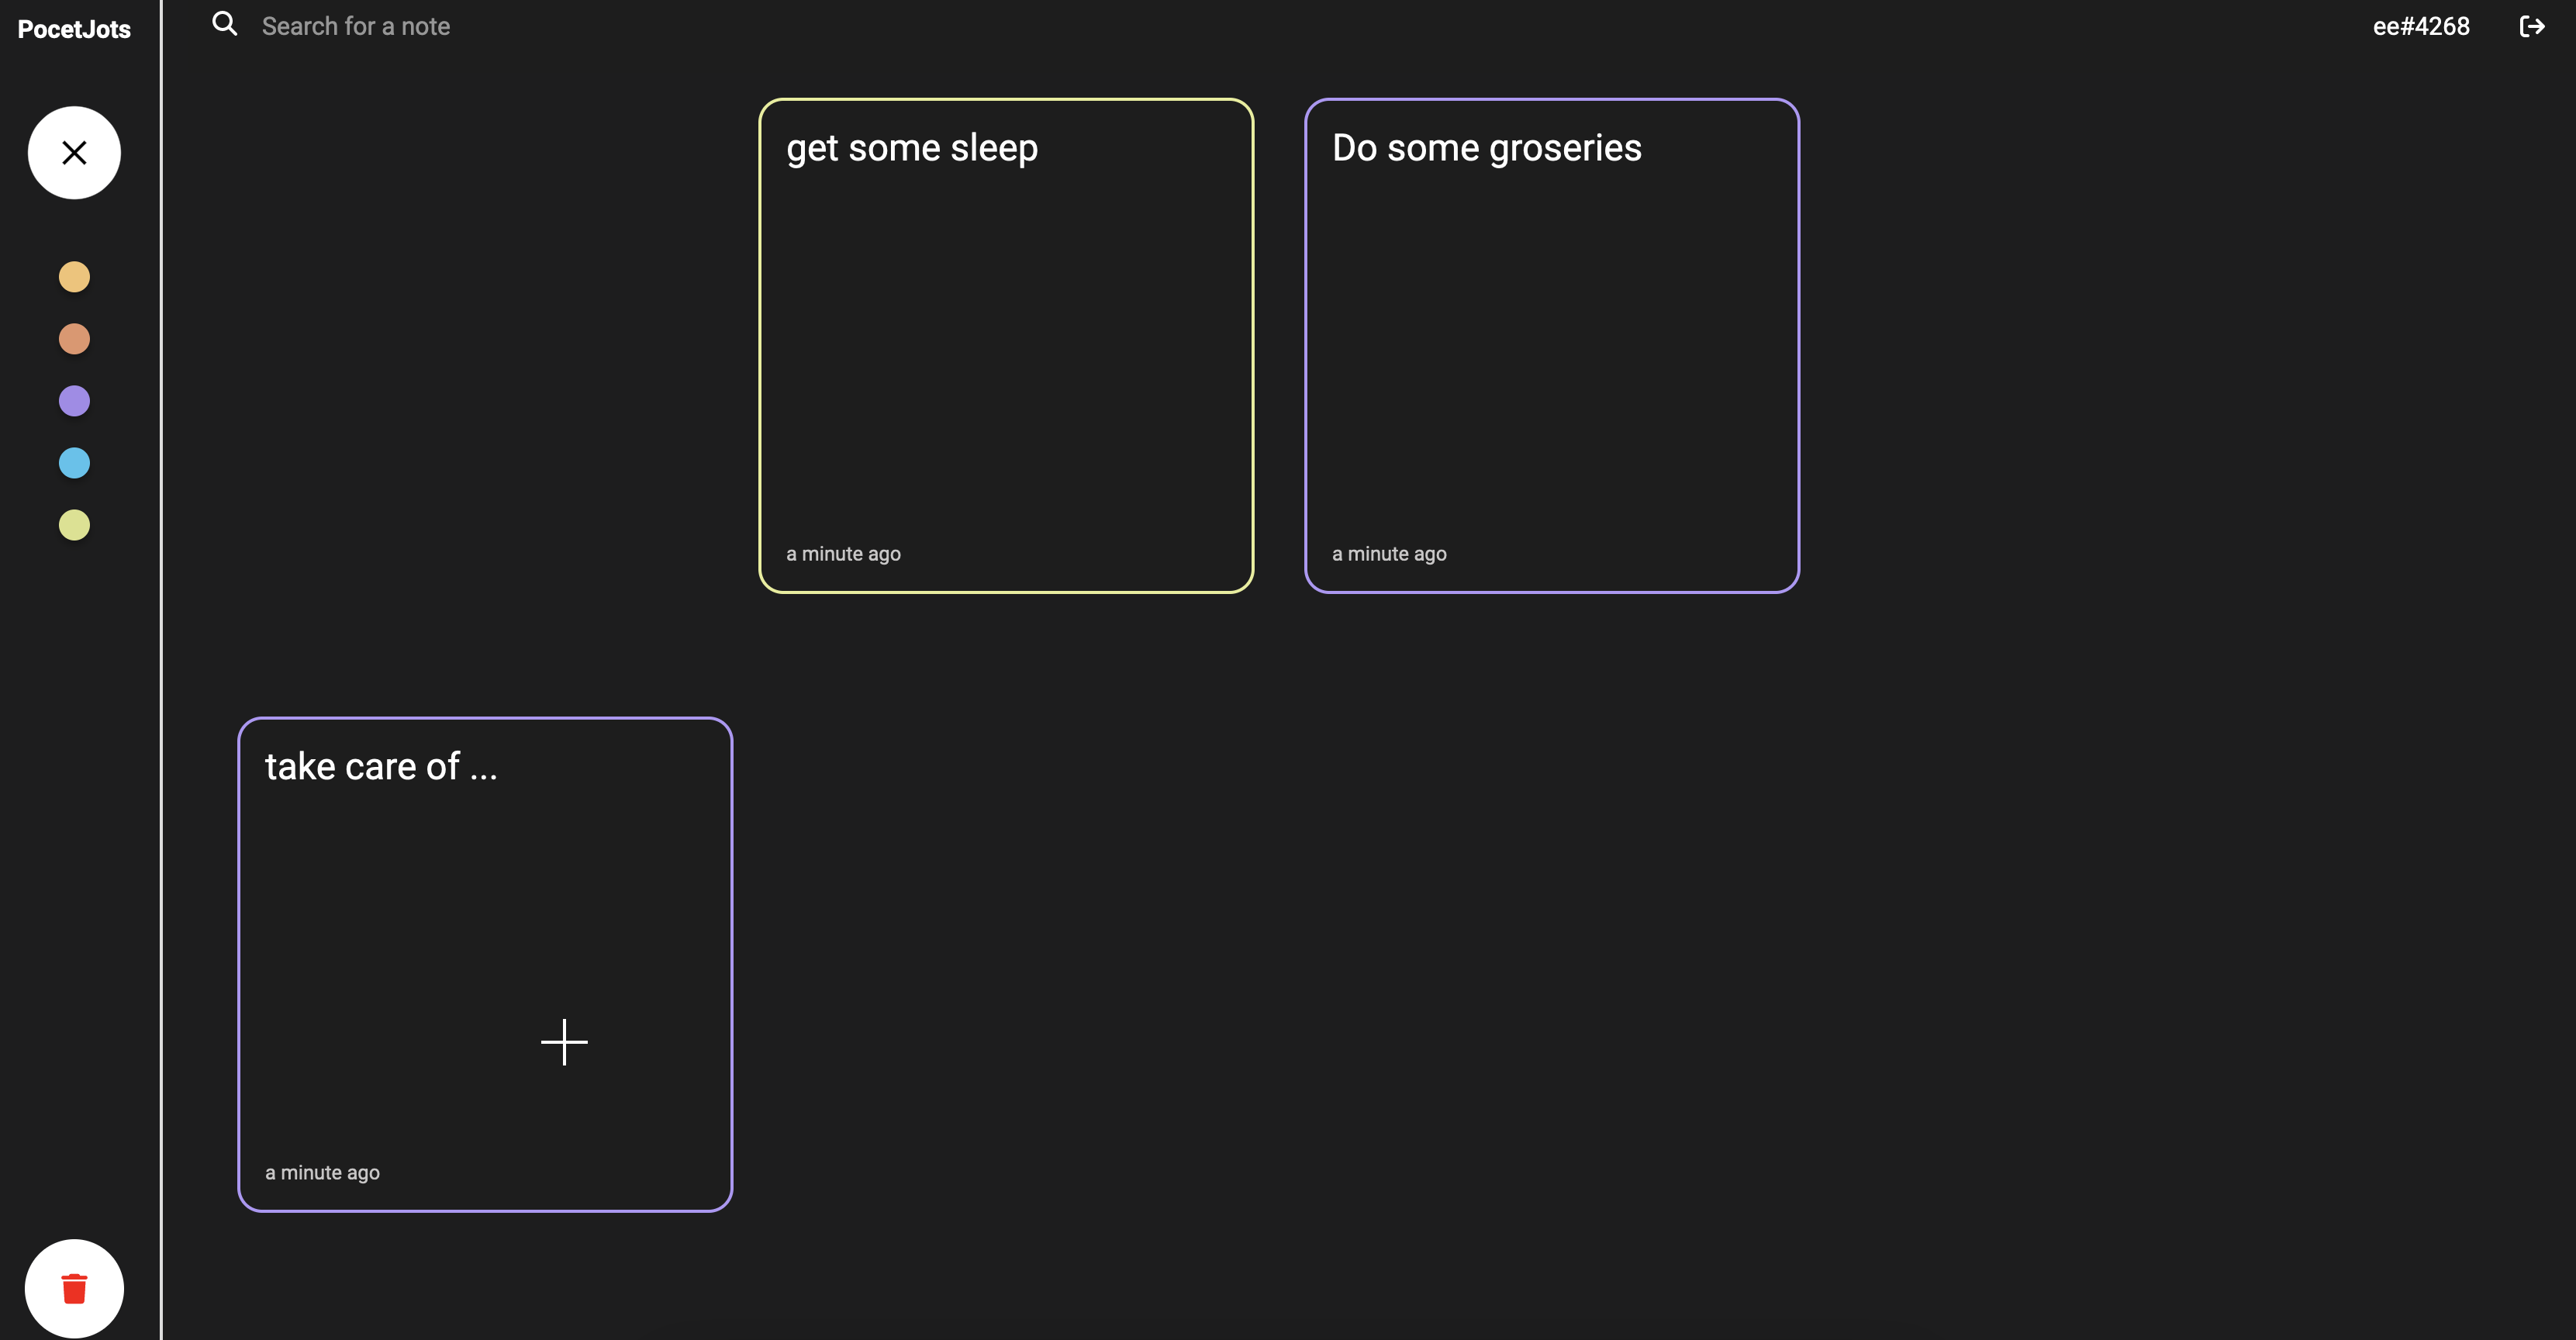 PocetJots
Search for a note
ee#4268
get some sleep
a minute ago
Do some groseries
a minute ago
take care of ...
a minute ago